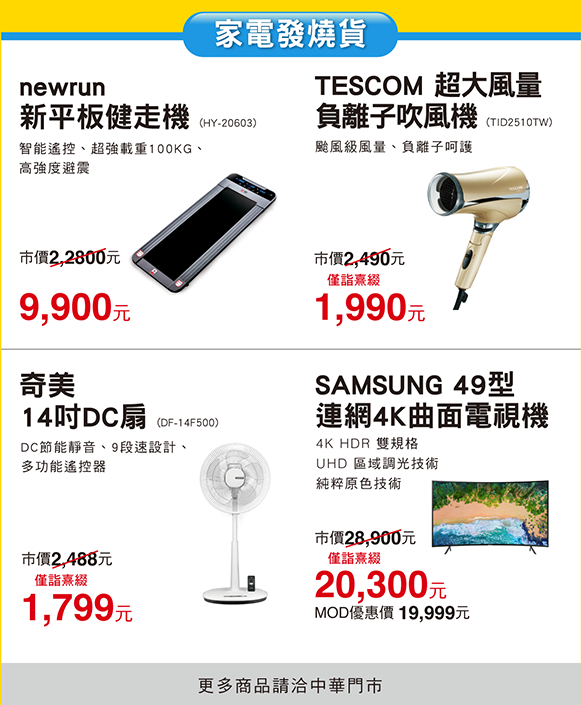 家電發燒貨
newrun
新平板健走機 (HY-20603)
智能遙控、超強載重100KG、
高強度避震
市價2,2800元
9,900元
TESCOM 超大風量
負離子吹風機 (TID2510TW)
颱風級風量、負離子呵護
市價2,490元
僅詣熹綴
1,990元
奇美
14吋DC扇 (DF-14F500)
DC節能靜音、9段速設計、
多功能遙控器
市價2,488元
僅詣熹綴
1,799元
SAMSUNG 49型
連網4K曲面電視機
4K HDR 雙規格
UHD 區域調光技術
純粹原色技術
市價28,900元
僅詣熹綴
20,300元
MOD優惠價 19,999元
更多商品請洽中華門市